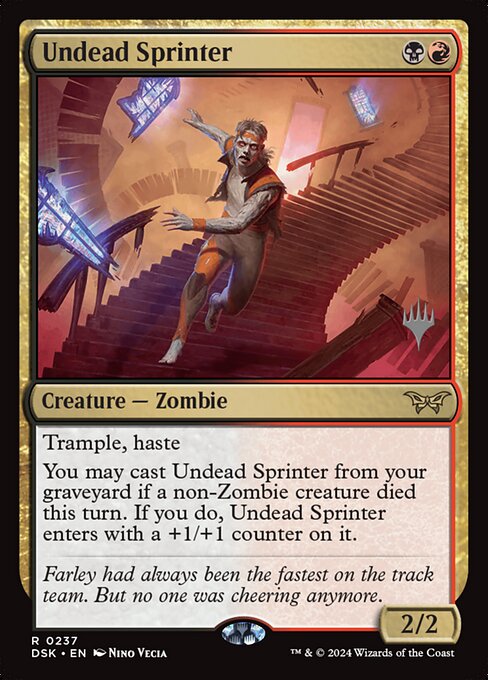 Undead Sprinter
Creature — Zombie
Trample, haste
You may cast Undead Sprinter from your
graveyard if a non-Zombie creature died
this turn. If you do, Undead Sprinter
enters with a +1/+1 counter on it.
Farley had always been the fastest on the track
team. But no one was cheering anymore.
2/2
R 0237
DSK • EN Nino Vecia
™ & © 2024 Wizards of the Coast